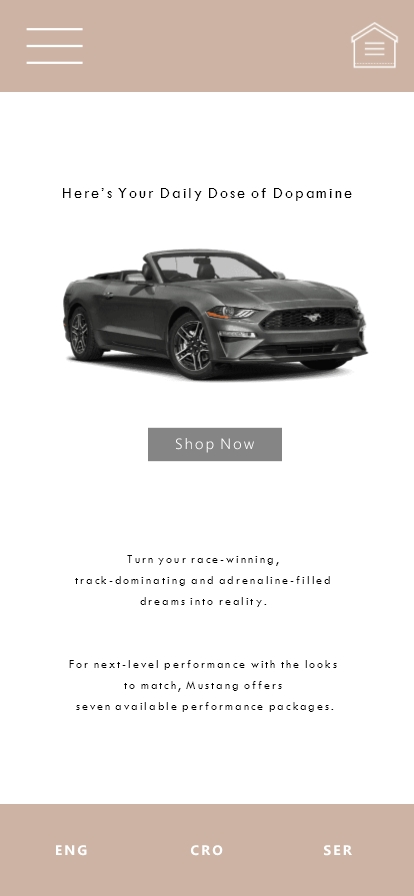 Here's Your Daily Dose of Dopamine
Shop Now
Turn your race-winning,
track-dominating and adrenaline-filled
dreams into reality.
For next-level performance with the looks
to match, Mustang offers
seven available performance packages.
ENG CRO SER